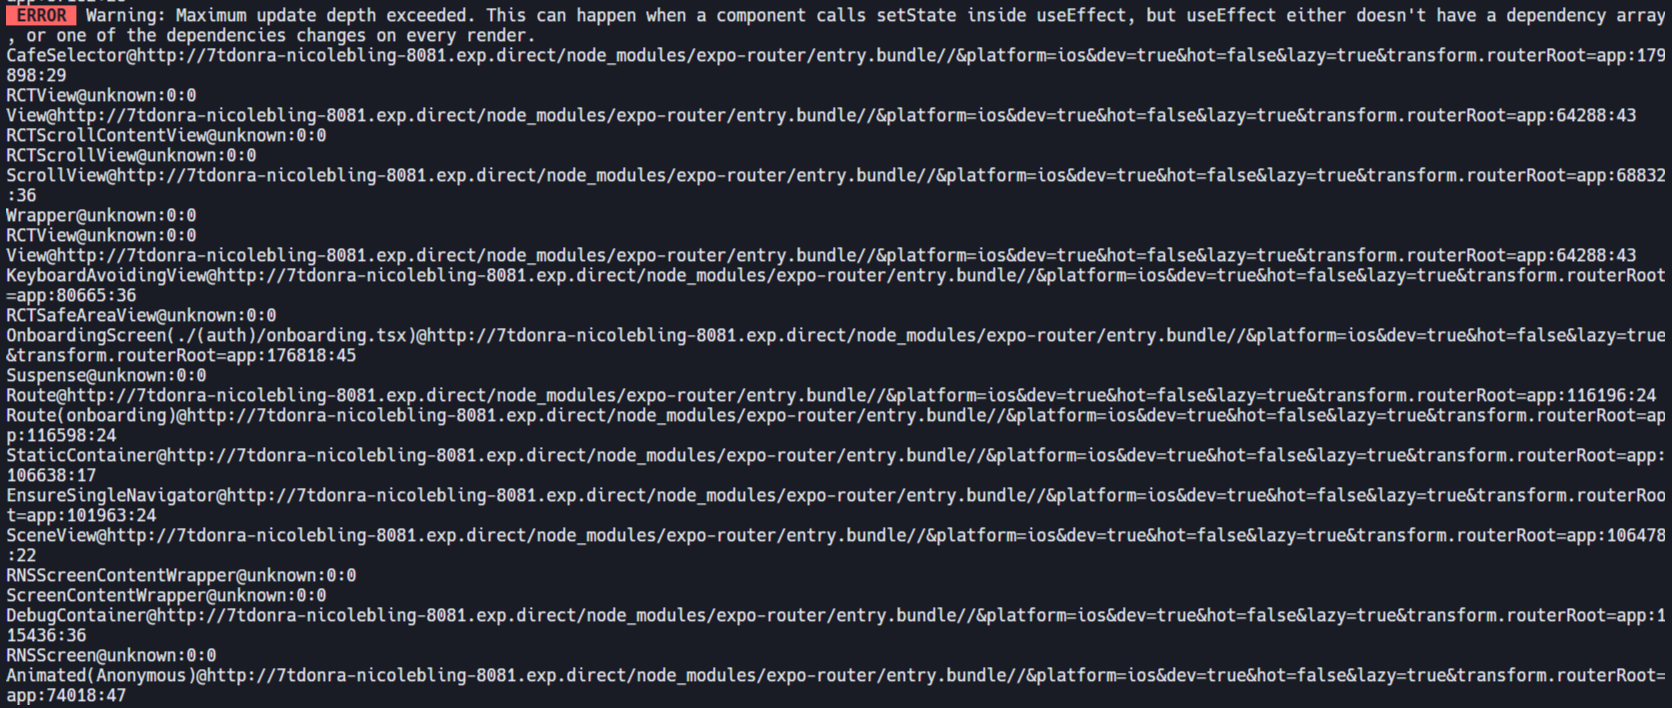 ERROR  Warning: Maximum update depth exceeded. This can happen when a component calls setState inside useEffect, but useEffect either doesn't have a dependency array
, or one of the dependencies changes on every render.
CafeSelector@http://7tdonra-nicolebling-8081.exp.direct/node_modules/expo-router/entry.bundle//&platform=ios&dev=true&hot=false&lazy=true&transform.routerRoot=app:179
898:29
RCTView@unknown:0:0
View@http://7tdonra-nicolebling-8081.exp.direct/node_modules/expo-router/entry.bundle//&platform=ios&dev=true&hot=false&lazy=true&transform.routerRoot=app:64288:43
RCTScrollContentView@unknown:0:0
RCTScrollView@unknown:0:0
ScrollView@http://7tdonra-nicolebling-8081.exp.direct/node_modules/expo-router/entry.bundle//&platform=ios&dev=true&hot=false&lazy=true&transform.routerRoot=app:68832
:36
Wrapper@unknown:0:0
RCTView@unknown:0:0
View@http://7tdonra-nicolebling-8081.exp.direct/node_modules/expo-router/entry.bundle//&platform=ios&dev=true&hot=false&lazy=true&transform.routerRoot=app:64288:43
KeyboardAvoidingView@http://7tdonra-nicolebling-8081.exp.direct/node_modules/expo-router/entry.bundle//&platform=ios&dev=true&hot=false&lazy=true&transform.routerRoot
=app:80665:36
RCTSafeAreaView@unknown:0:0
OnboardingScreen(./(auth)/onboarding.tsx)@http://7tdonra-nicolebling-8081.exp.direct/node_modules/expo-router/entry.bundle//&platform=ios&dev=true&hot=false&lazy=true
&transform.routerRoot=app:176818:45
Suspense@unknown:0:0
Route@http://7tdonra-nicolebling-8081.exp.direct/node_modules/expo-router/entry.bundle//&platform=ios&dev=true&hot=false&lazy=true&transform.routerRoot=app:116196:24
Route(onboarding)@http://7tdonra-nicolebling-8081.exp.direct/node_modules/expo-router/entry.bundle//&platform=ios&dev=true&hot=false&lazy=true&transform.routerRoot=ap
p:116598:24
StaticContainer@http://7tdonra-nicolebling-8081.exp.direct/node_modules/expo-router/entry.bundle//&platform=ios&dev=true&hot=false&lazy=true&transform.routerRoot=app:
106638:17
EnsureSingleNavigator@http://7tdonra-nicolebling-8081.exp.direct/node_modules/expo-router/entry.bundle//&platform=ios&dev=true&hot=false&lazy=true&transform.routerRoo
t=app:101963:24
SceneView@http://7tdonra-nicolebling-8081.exp.direct/node_modules/expo-router/entry.bundle//&platform=ios&dev=true&hot=false&lazy=true&transform.routerRoot=app:106478
:22
RNSScreenContentWrapper@unknown:0:0
ScreenContentWrapper@unknown:0:0
DebugContainer@http://7tdonra-nicolebling-8081.exp.direct/node_modules/expo-router/entry.bundle//&platform=ios&dev=true&hot=false&lazy=true&transform.routerRoot=app:1
15436:36
RNSScreen@unknown:0:0
Animated(Anonymous)@http://7tdonra-nicolebling-8081.exp.direct/node_modules/expo-router/entry.bundle//&platform=ios&dev=true&hot=false&lazy=true&transform.routerRoot=
app:74018:47